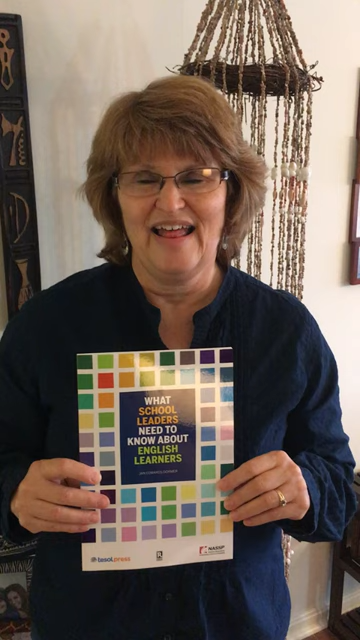 WHAT
SCHOOL
LEADERS
NEED TO
KNOW ABOUT
ENGLISH
LEARNERS
tesolpress
NASSP